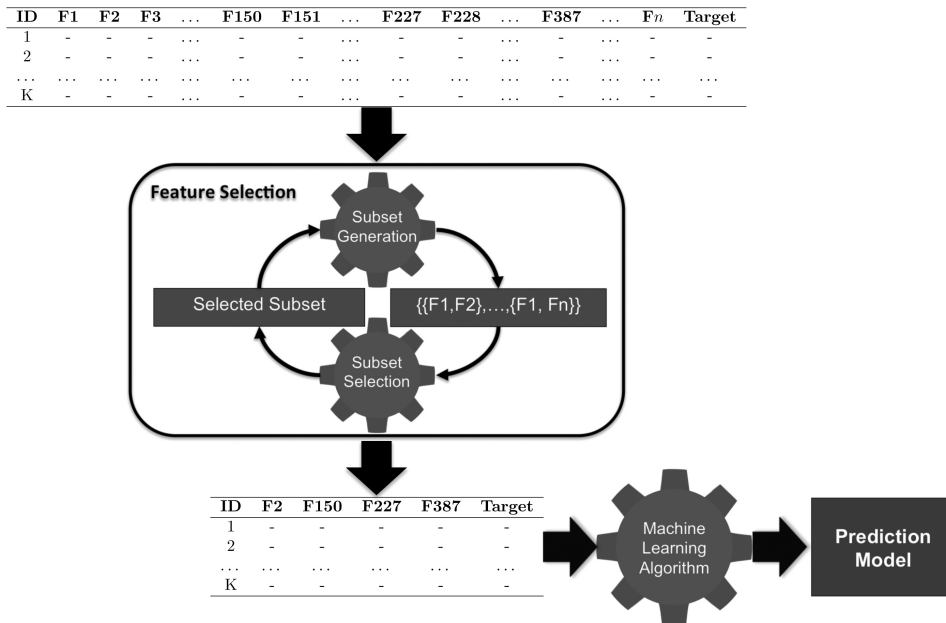 ID F1 F2 F3 ... F150 F151 ... F227 F228 ... F387 ... Fn Target
1 - - - ... - - ... - - ... - ... - -
2 - - - ... - - ... - - ... - ... - -
... ... ... ... ... ... ... ... ... ... ... ... ... ... ...
K - - - ... - - ... - - ... - ... - -
Feature Selection
Subset
Generation
Selected Subset
{{F1,F2},...,{F1, Fn}}
Subset
Selection
ID F2 F150 F227 F387 Target
1 - - - - -
2 - - - - -
... ... ... ... ... ...
K - - - - -
Machine
Learning
Algorithm
Prediction
Model